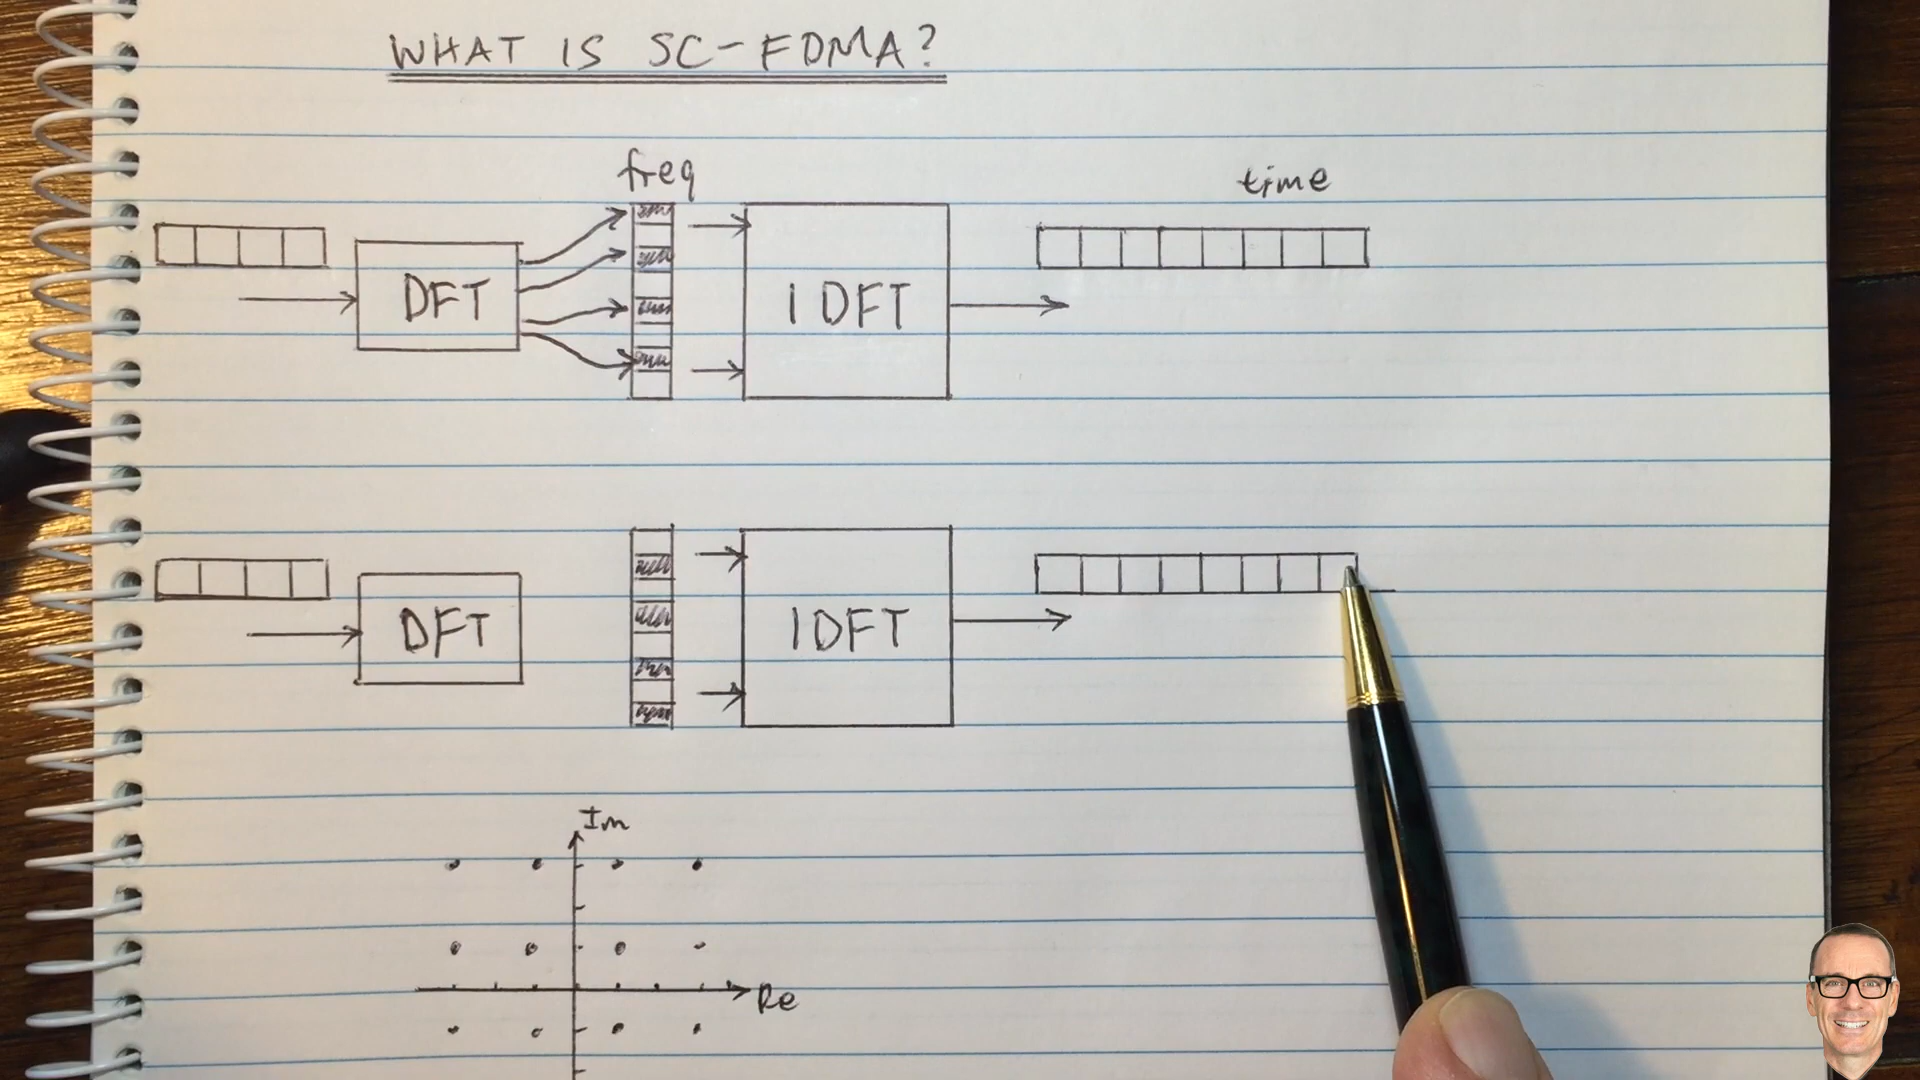 WHAT IS SC-FDMA?
freq
time
DFT
IDFT
DFT
IDFT
Im
Re